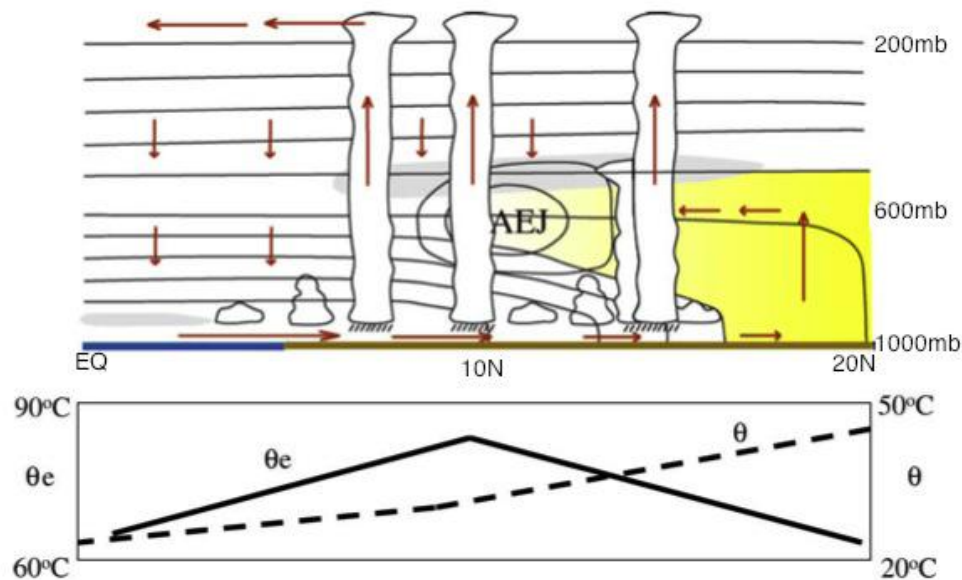 200mb
AEJ
600mb
1000mb
EQ
10N
20N
90°C
50°C
θe
θ
θe
θ
60°C
20°C